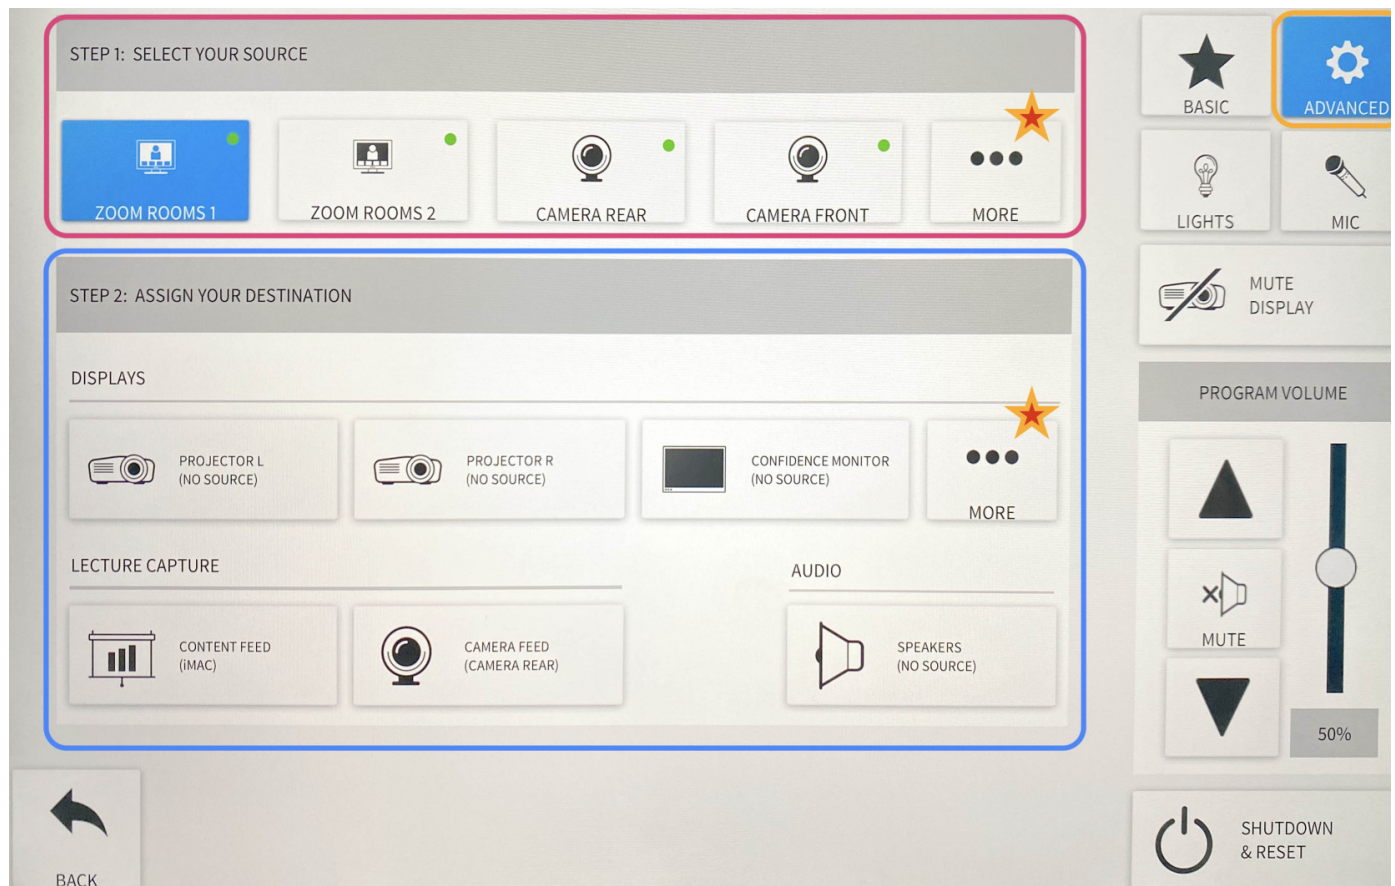 STEP 1: SELECT YOUR SOURCE
ZOOM ROOMS 1
ZOOM ROOMS 2
CAMERA REAR
CAMERA FRONT
MORE
STEP 2: ASSIGN YOUR DESTINATION
DISPLAYS
PROJECTOR L
(NO SOURCE)
PROJECTOR R
(NO SOURCE)
CONFIDENCE MONITOR
(NO SOURCE)
MORE
LECTURE CAPTURE
CONTENT FEED
(iMAC)
CAMERA FEED
(CAMERA REAR)
AUDIO
SPEAKERS
(NO SOURCE)
BACK
BASIC
ADVANCED
LIGHTS
MIC
MUTE
DISPLAY
PROGRAM VOLUME
MUTE
50%
SHUTDOWN
& RESET